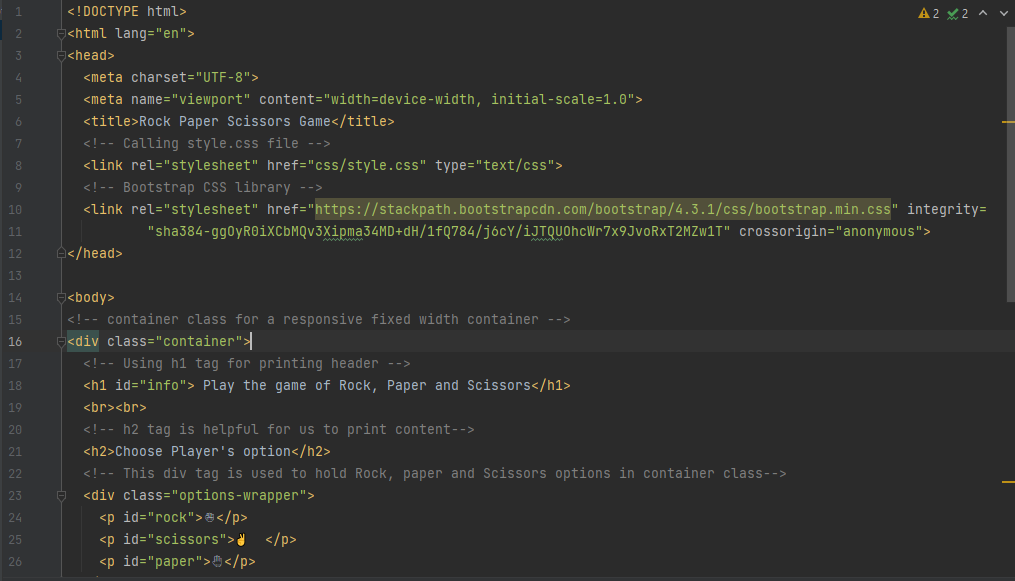 2 2
1 <!DOCTYPE html>
2 <html lang="en">
3 <head>
4 <meta charset="UTF-8">
5 <meta name="viewport" content="width=device-width, initial-scale=1.0">
6 <title>Rock Paper Scissors Game</title>
7 <!-- Calling style.css file -->
8 <link rel="stylesheet" href="css/style.css" type="text/css">
9 <!-- Bootstrap CSS library -->
10 <link rel="stylesheet" href="https://stackpath.bootstrapcdn.com/bootstrap/4.3.1/css/bootstrap.min.css" integrity=
11 "sha384-ggOyR0iXCbMQv3Xipma34MD+dH/1fQ784/j6cY/iJTQUOhcWr7x9JvoRxT2MZw1T" crossorigin="anonymous">
12 </head>
13
14 <body>
15 <!-- container class for a responsive fixed width container -->
16 <div class="container">
17 <!-- Using h1 tag for printing header -->
18 <h1 id="info"> Play the game of Rock, Paper and Scissors</h1>
19 <br><br>
20 <!-- h2 tag is helpful for us to print content-->
21 <h2>Choose Player's option</h2>
22 <!-- This div tag is used to hold Rock, paper and Scissors options in container class-->
23 <div class="options-wrapper">
24 <p id="rock">✊</p>
25 <p id="scissors">✌ </p>
26 <p id="paper">🖐</p>